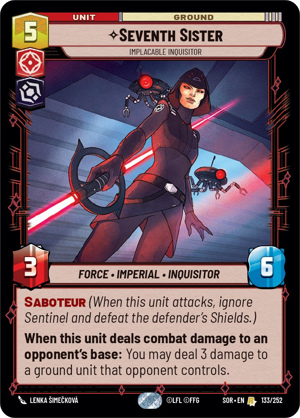 UNIT
GROUND
5
✧SEVENTH SISTER
IMPLACABLE INQUISITOR
3
6
FORCE • IMPERIAL • INQUISITOR
SABOTEUR (When this unit attacks, ignore
Sentinel and defeat the defender's Shields.)
When this unit deals combat damage to an
opponent's base: You may deal 3 damage to
a ground unit that opponent controls.
LENKA ŠIMEČKOVÁ
©LFL ©FFG
SOR • EN R 133/252